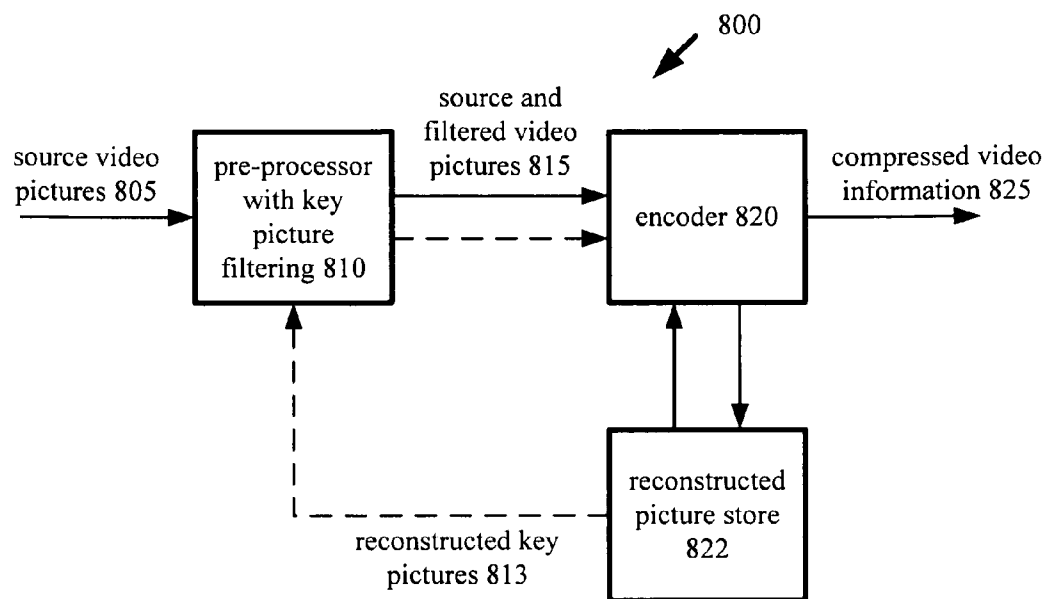 800
source video
pictures 805
pre-processor
with key
picture
filtering 810
source and
filtered video
pictures 815
encoder 820
compressed video
information 825
reconstructed
picture store
822
reconstructed key
pictures 813